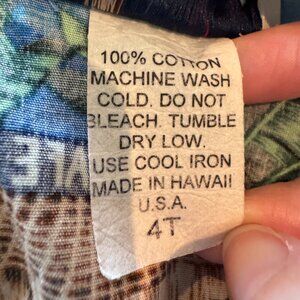 100% COTTON
MACHINE WASH
COLD. DO NOT
BLEACH. TUMBLE
DRY LOW.
USE COOL IRON
MADE IN HAWAII
U.S.A.
4T